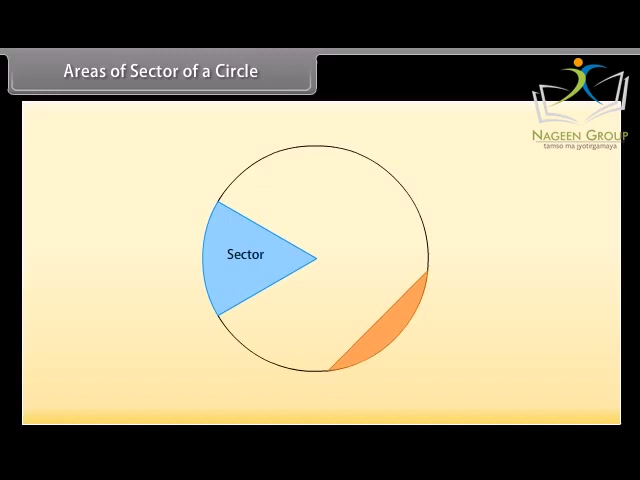 Areas of Sector of a Circle
NAGEEN GROUP
tamso ma jyotirgamaya
Sector